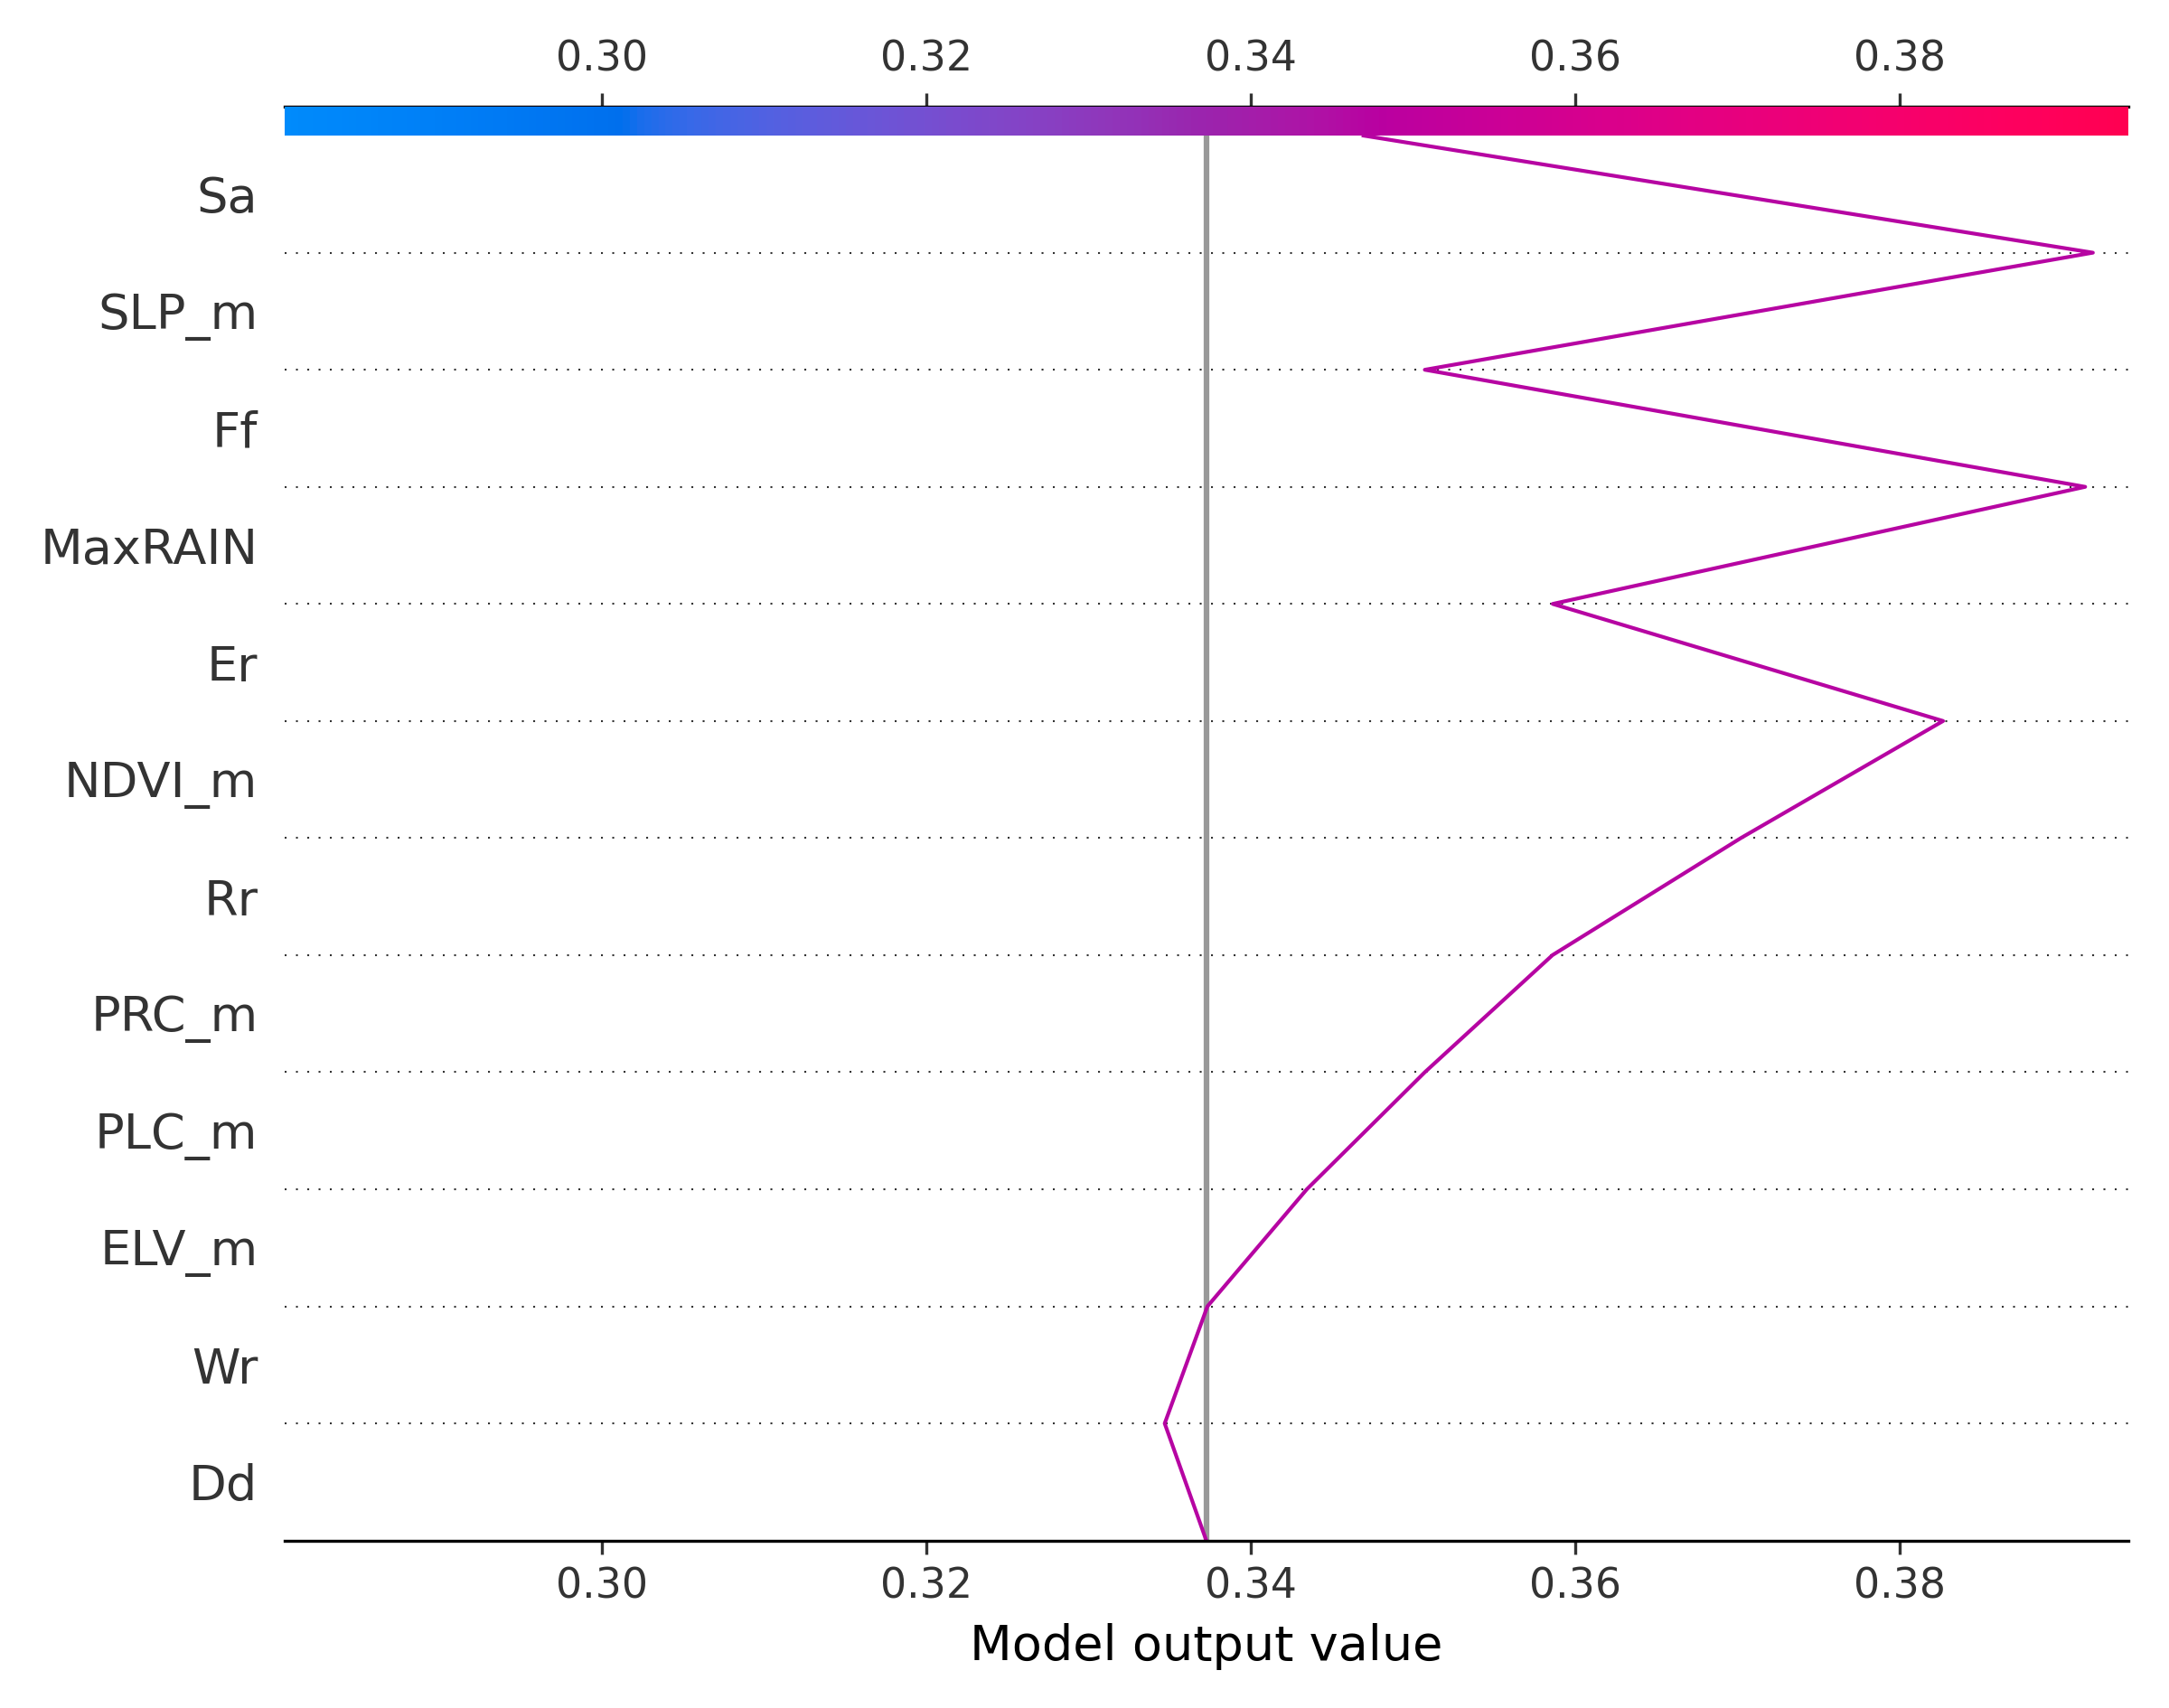 0.30 0.32 0.34 0.36 0.38
Sa
SLP_m
Ff
MaxRAIN
Er
NDVI_m
Rr
PRC_m
PLC_m
ELV_m
Wr
Dd
0.30 0.32 0.34 0.36 0.38
Model output value